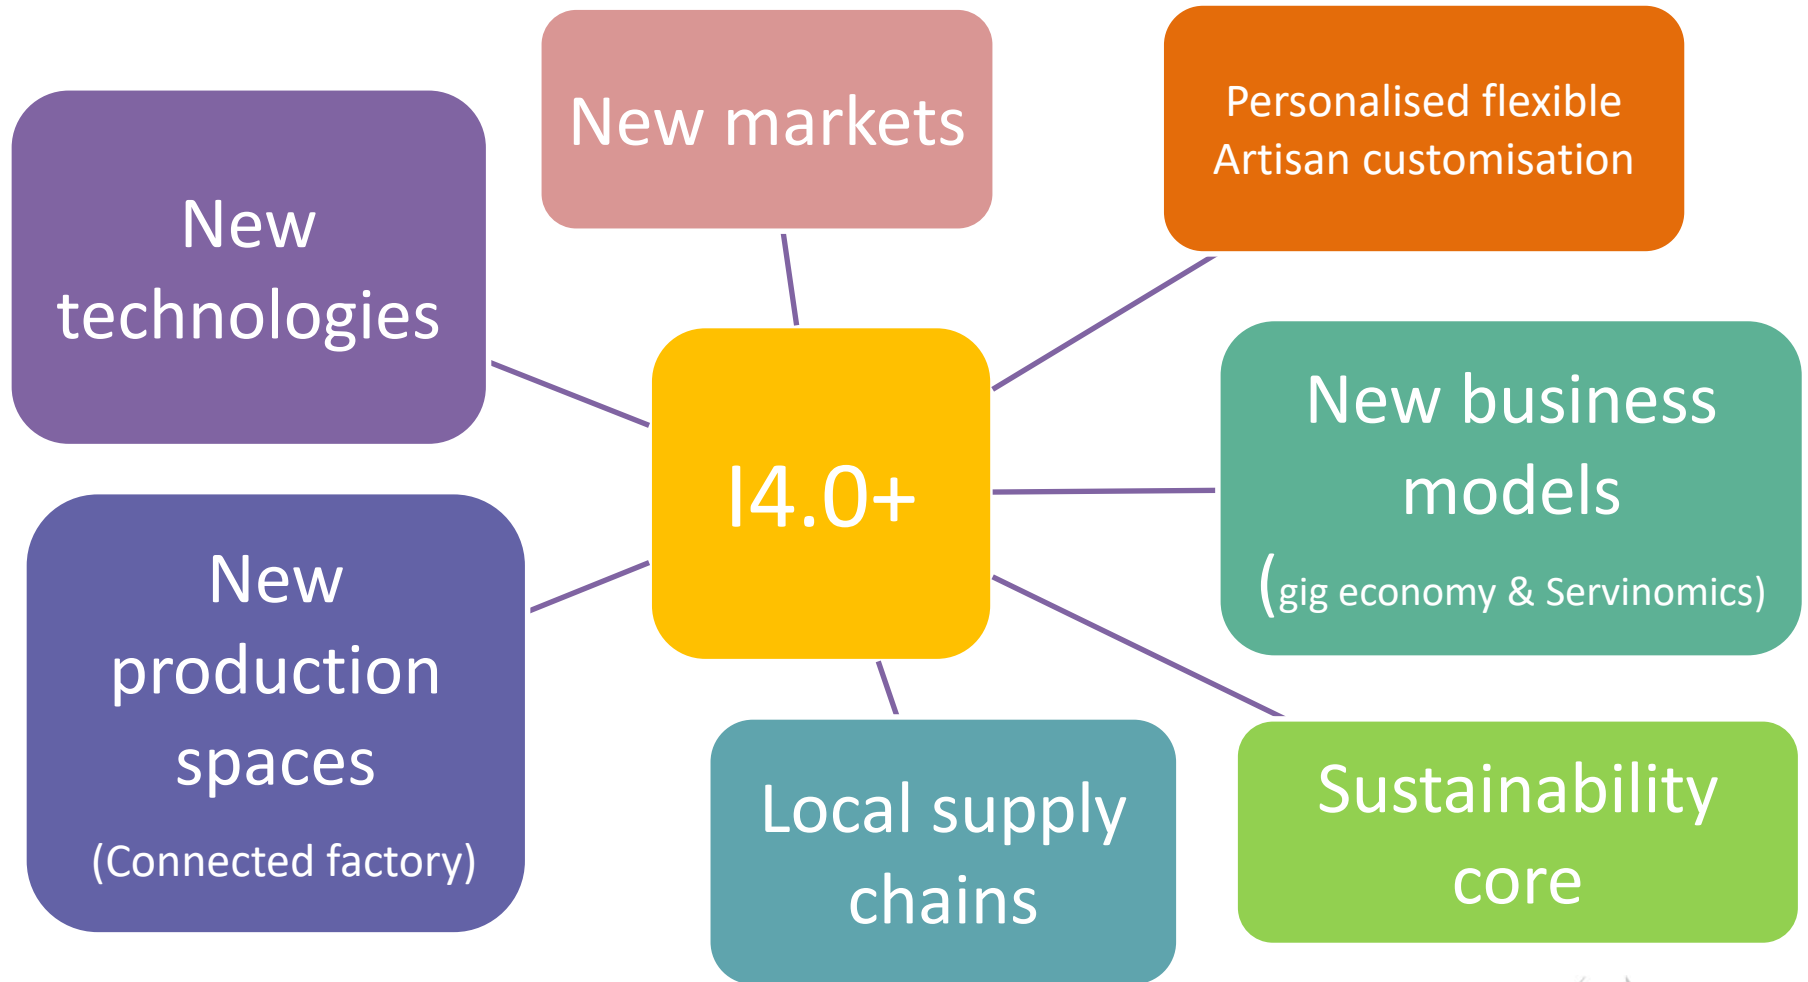 New markets
Personalised flexible
Artisan customisation
New
technologies
I4.0+
New business
models
(gig economy & Servinomics)
New
production
spaces
(Connected factory)
Local supply
chains
Sustainability
core